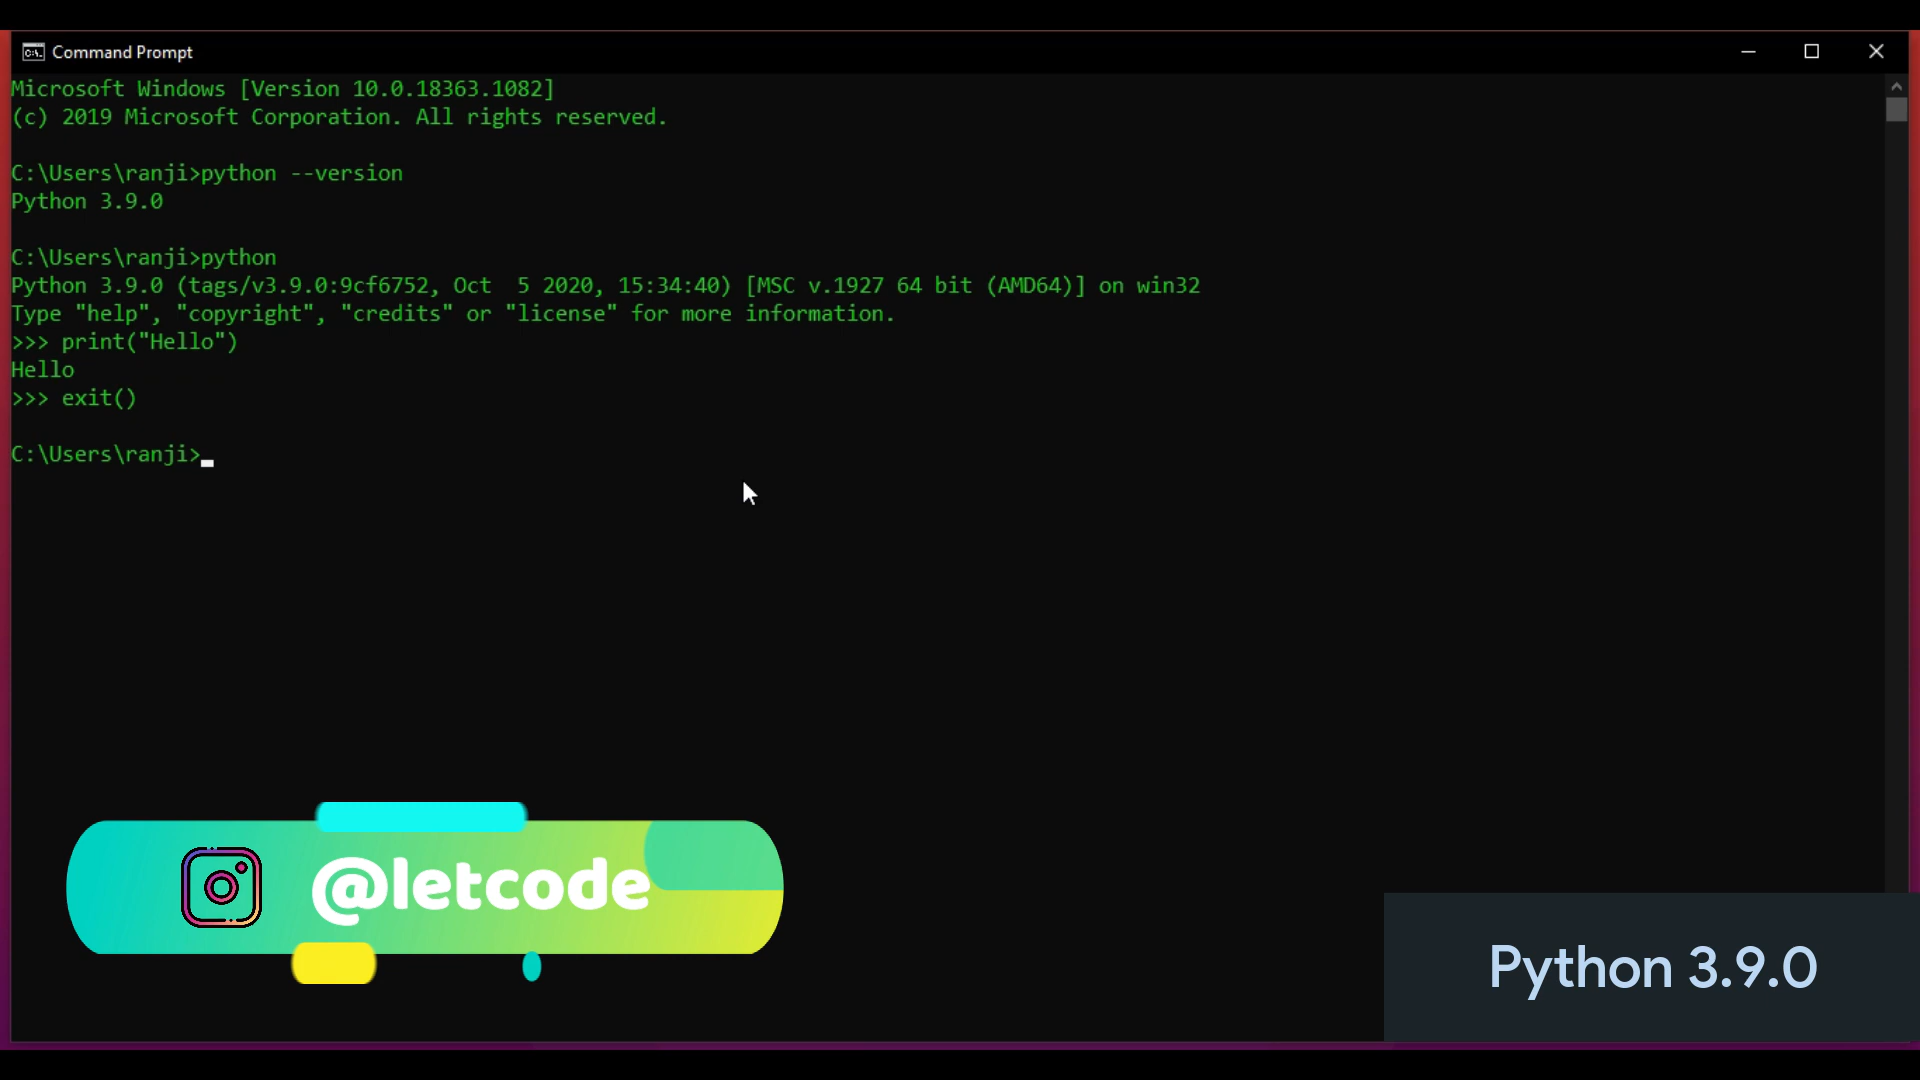 Command Prompt
Microsoft Windows [Version 10.0.18363.1082]
(c) 2019 Microsoft Corporation. All rights reserved.
C:\Users\ranji>python --version
Python 3.9.0
C:\Users\ranji>python
Python 3.9.0 (tags/v3.9.0:9cf6752, Oct  5 2020, 15:34:40) [MSC v.1927 64 bit (AMD64)] on win32
Type "help", "copyright", "credits" or "license" for more information.
>>> print("Hello")
Hello
>>> exit()
C:\Users\ranji>
@letcode
Python 3.9.0